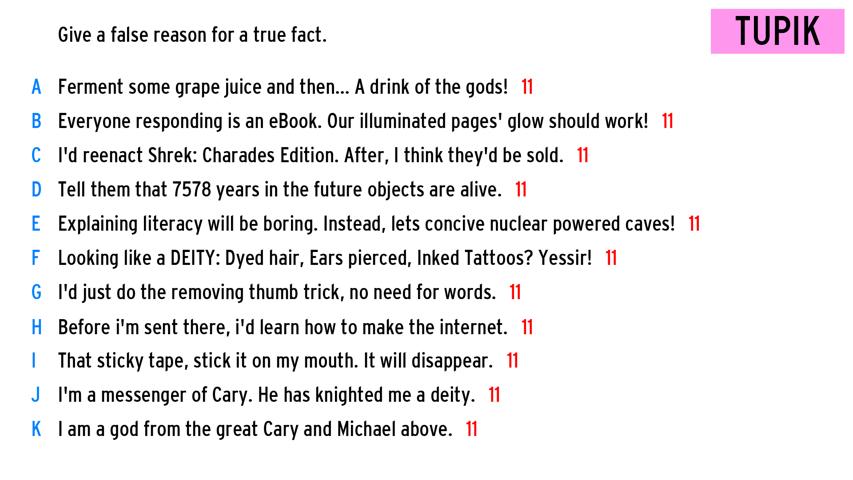 Give a false reason for a true fact.
TUPIK
A Ferment some grape juice and then... A drink of the gods! 11
B Everyone responding is an eBook. Our illuminated pages' glow should work! 11
C I'd reenact Shrek: Charades Edition. After, I think they'd be sold. 11
D Tell them that 7578 years in the future objects are alive. 11
E Explaining literacy will be boring. Instead, lets concive nuclear powered caves! 11
F Looking like a DEITY: Dyed hair, Ears pierced, Inked Tattoos? Yessir! 11
G I'd just do the removing thumb trick, no need for words. 11
H Before i'm sent there, i'd learn how to make the internet. 11
I That sticky tape, stick it on my mouth. It will disappear. 11
J I'm a messenger of Cary. He has knighted me a deity. 11
K I am a god from the great Cary and Michael above. 11